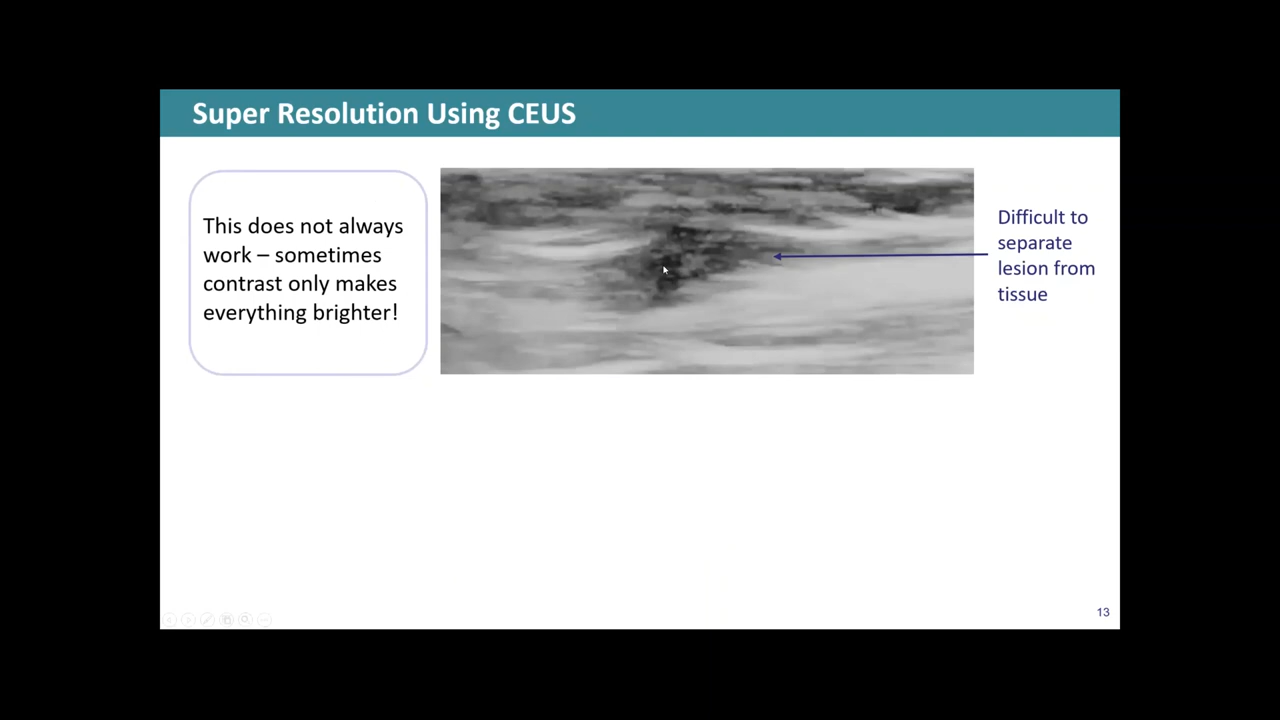 Super Resolution Using CEUS
This does not always
work – sometimes
contrast only makes
everything brighter!
Difficult to
separate
lesion from
tissue
13